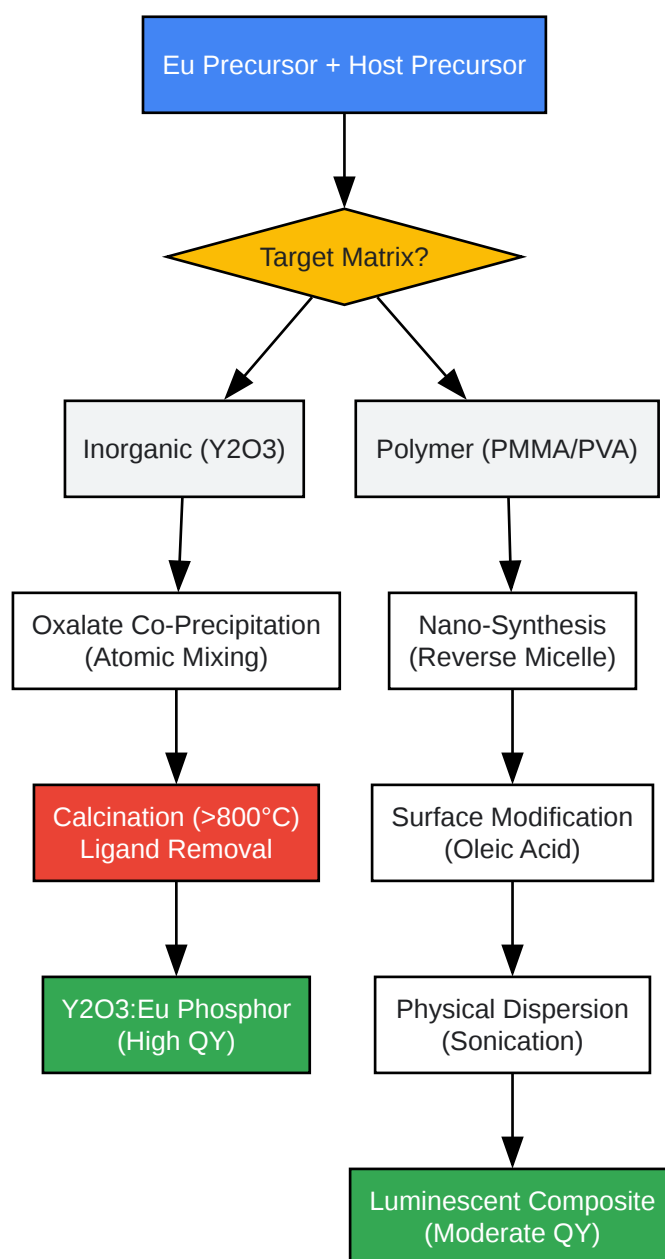 Eu Precursor + Host Precursor
Target Matrix?
Inorganic (Y2O3)
Polymer (PMMA/PVA)
Oxalate Co-Precipitation
(Atomic Mixing)
Nano-Synthesis
(Reverse Micelle)
Calcination (>800°C)
Ligand Removal
Surface Modification
(Oleic Acid)
Y2O3:Eu Phosphor
(High QY)
Physical Dispersion
(Sonication)
Luminescent Composite
(Moderate QY)